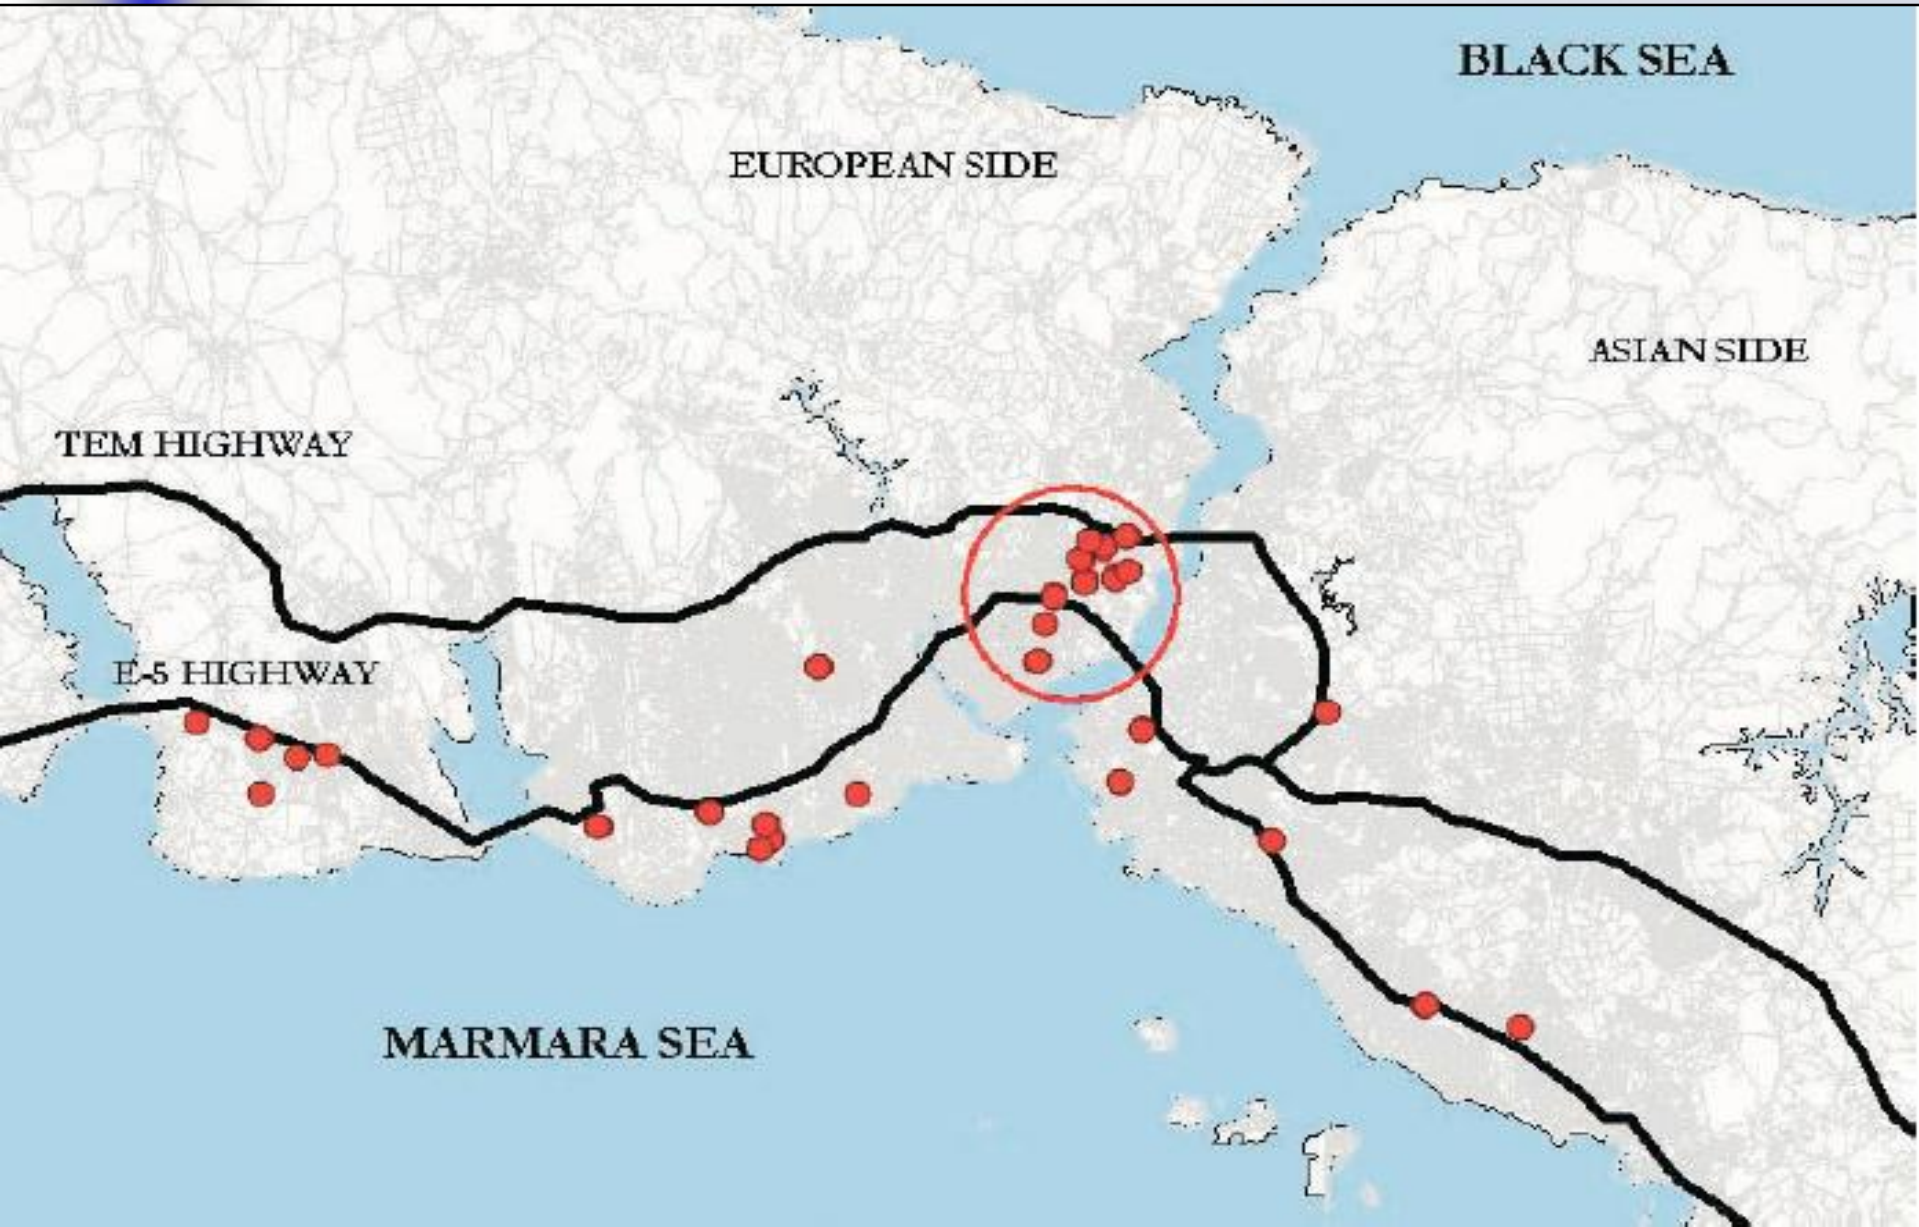 BLACK SEA
EUROPEAN SIDE
ASIAN SIDE
TEM HIGHWAY
E-5 HIGHWAY
MARMARA SEA